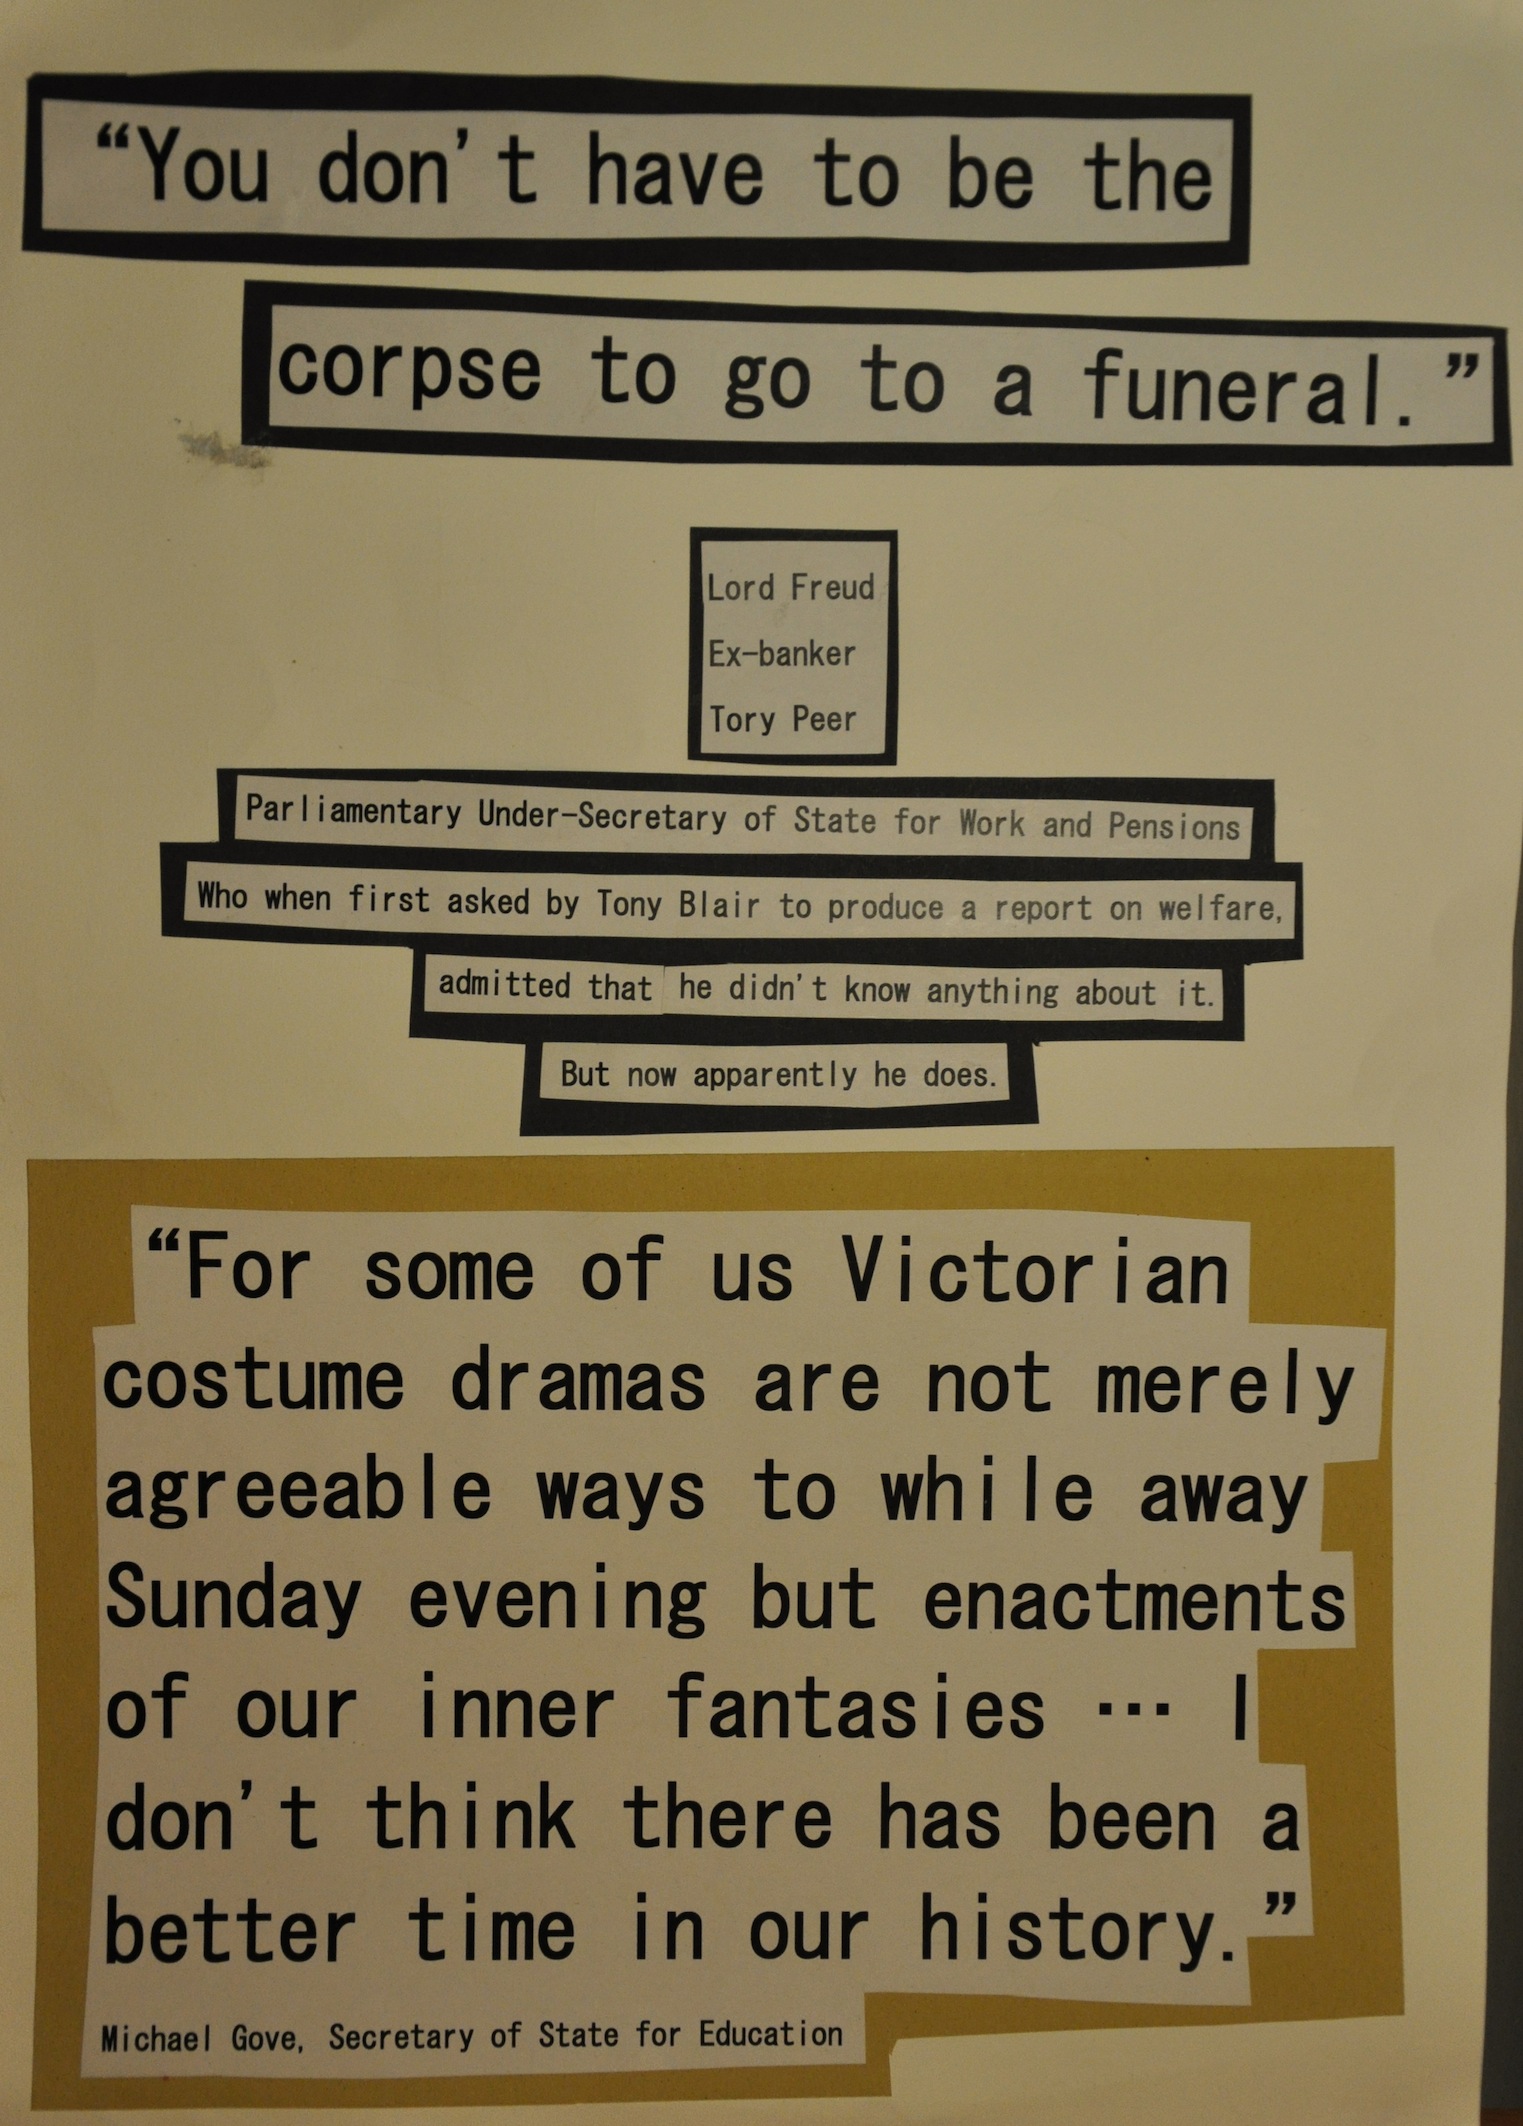 “You don't have to be the
corpse to go to a funeral.”
Lord Freud
Ex-banker
Tory Peer
Parliamentary Under-Secretary of State for Work and Pensions
Who when first asked by Tony Blair to produce a report on welfare,
admitted that he didn't know anything about it.
But now apparently he does.
“For some of us Victorian
costume dramas are not merely
agreeable ways to while away
Sunday evening but enactments
of our inner fantasies … I
don't think there has been a
better time in our history.”
Michael Gove, Secretary of State for Education